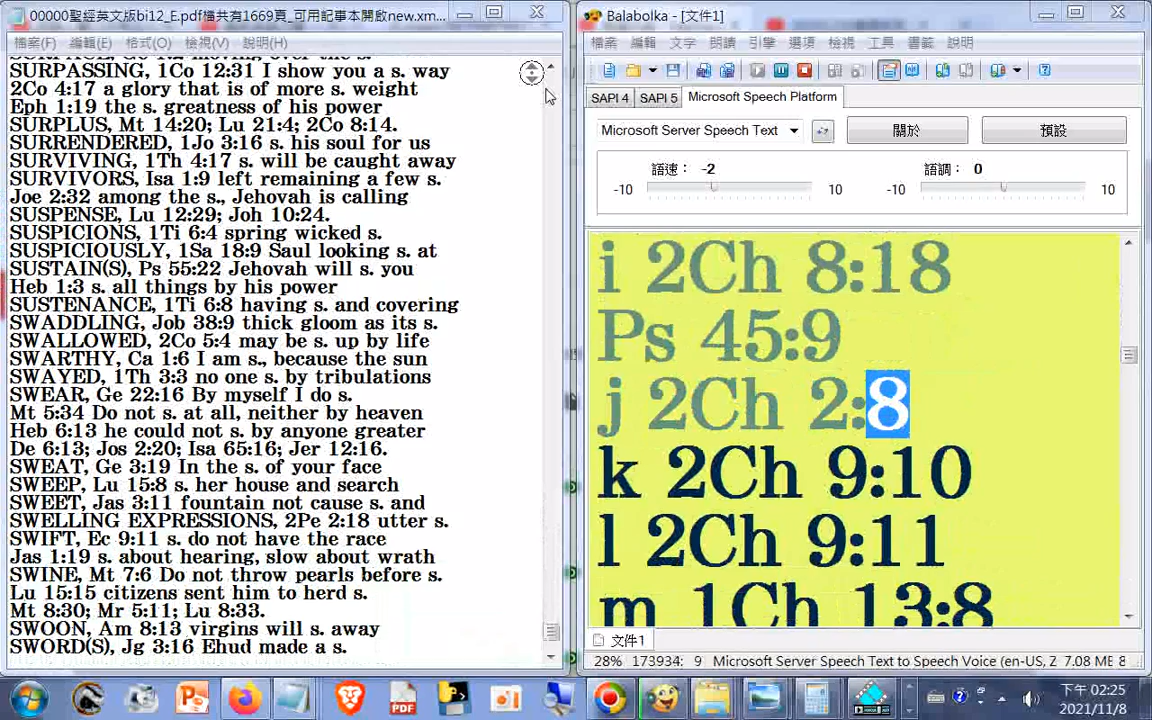 00000聖經英文版bi12_E.pdf檔共有1669頁_可用記事本開啟new.xm...
檔案(F) 編輯(E) 格式(O) 檢視(V) 說明(H)
SURPASSING, 1Co 12:31 I show you a s. way
2Co 4:17 a glory that is of more s. weight
Eph 1:19 the s. greatness of his power
SURPLUS, Mt 14:20; Lu 21:4; 2Co 8:14.
SURRENDERED, 1Jo 3:16 s. his soul for us
SURVIVING, 1Th 4:17 s. will be caught away
SURVIVORS, Isa 1:9 left remaining a few s.
Joe 2:32 among the s., Jehovah is calling
SUSPENSE, Lu 12:29; Joh 10:24.
SUSPICIONS, 1Ti 6:4 spring wicked s.
SUSPICIOUSLY, 1Sa 18:9 Saul looking s. at
SUSTAIN(S), Ps 55:22 Jehovah will s. you
Heb 1:3 s. all things by his power
SUSTENANCE, 1Ti 6:8 having s. and covering
SWADDLING, Job 38:9 thick gloom as its s.
SWALLOWED, 2Co 5:4 may be s. up by life
SWARTHY, Ca 1:6 I am s., because the sun
SWAYED, 1Th 3:3 no one s. by tribulations
SWEAR, Ge 22:16 By myself I do s.
Mt 5:34 Do not s. at all, neither by heaven
Heb 6:13 he could not s. by anyone greater
De 6:13; Jos 2:20; Isa 65:16; Jer 12:16.
SWEAT, Ge 3:19 In the s. of your face
SWEEP, Lu 15:8 s. her house and search
SWEET, Jas 3:11 fountain not cause s. and
SWELLING EXPRESSIONS, 2Pe 2:18 utter s.
SWIFT, Ec 9:11 s. do not have the race
Jas 1:19 s. about hearing, slow about wrath
SWINE, Mt 7:6 Do not throw pearls before s.
Lu 15:15 citizens sent him to herd s.
Mt 8:30; Mr 5:11; Lu 8:33.
SWOON, Am 8:13 virgins will s. away
SWORD(S), Jg 3:16 Ehud made a s.
Balabolka - [文件1]
檔案 編輯 文字 朗讀 引擎 選項 檢視 工具 書籤 說明
SAPI 4 SAPI 5 Microsoft Speech Platform
Microsoft Server Speech Text 關於 預設
語速： -2 語調： 0
-10 10 -10 10
i 2Ch 8:18
Ps 45:9
j 2Ch 2:8
k 2Ch 9:10
l 2Ch 9:11
m 1Ch 13:8
文件1
28% 173934: 9 Microsoft Server Speech Text to Speech Voice (en-US, Z 7.08 MB 8
PDF
下午 02:25
2021/11/8